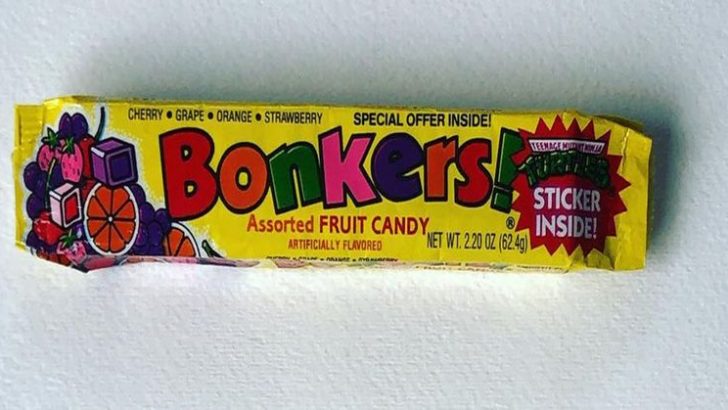 CHERRY • GRAPE • ORANGE • STRAWBERRY
SPECIAL OFFER INSIDE!
Bonkers!®
TEENAGE MUTANT NINJA
TURTLES
STICKER
INSIDE!
Assorted FRUIT CANDY
ARTIFICIALLY FLAVORED
NET WT. 2.20 OZ (62.4g)